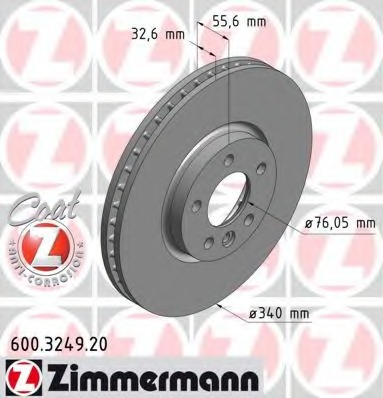 55,6 mm
32,6 mm
Coat
Z
ANTI-CORROSION
ø76,05 mm
ø340 mm
600.3249.20
Z Zimmermann